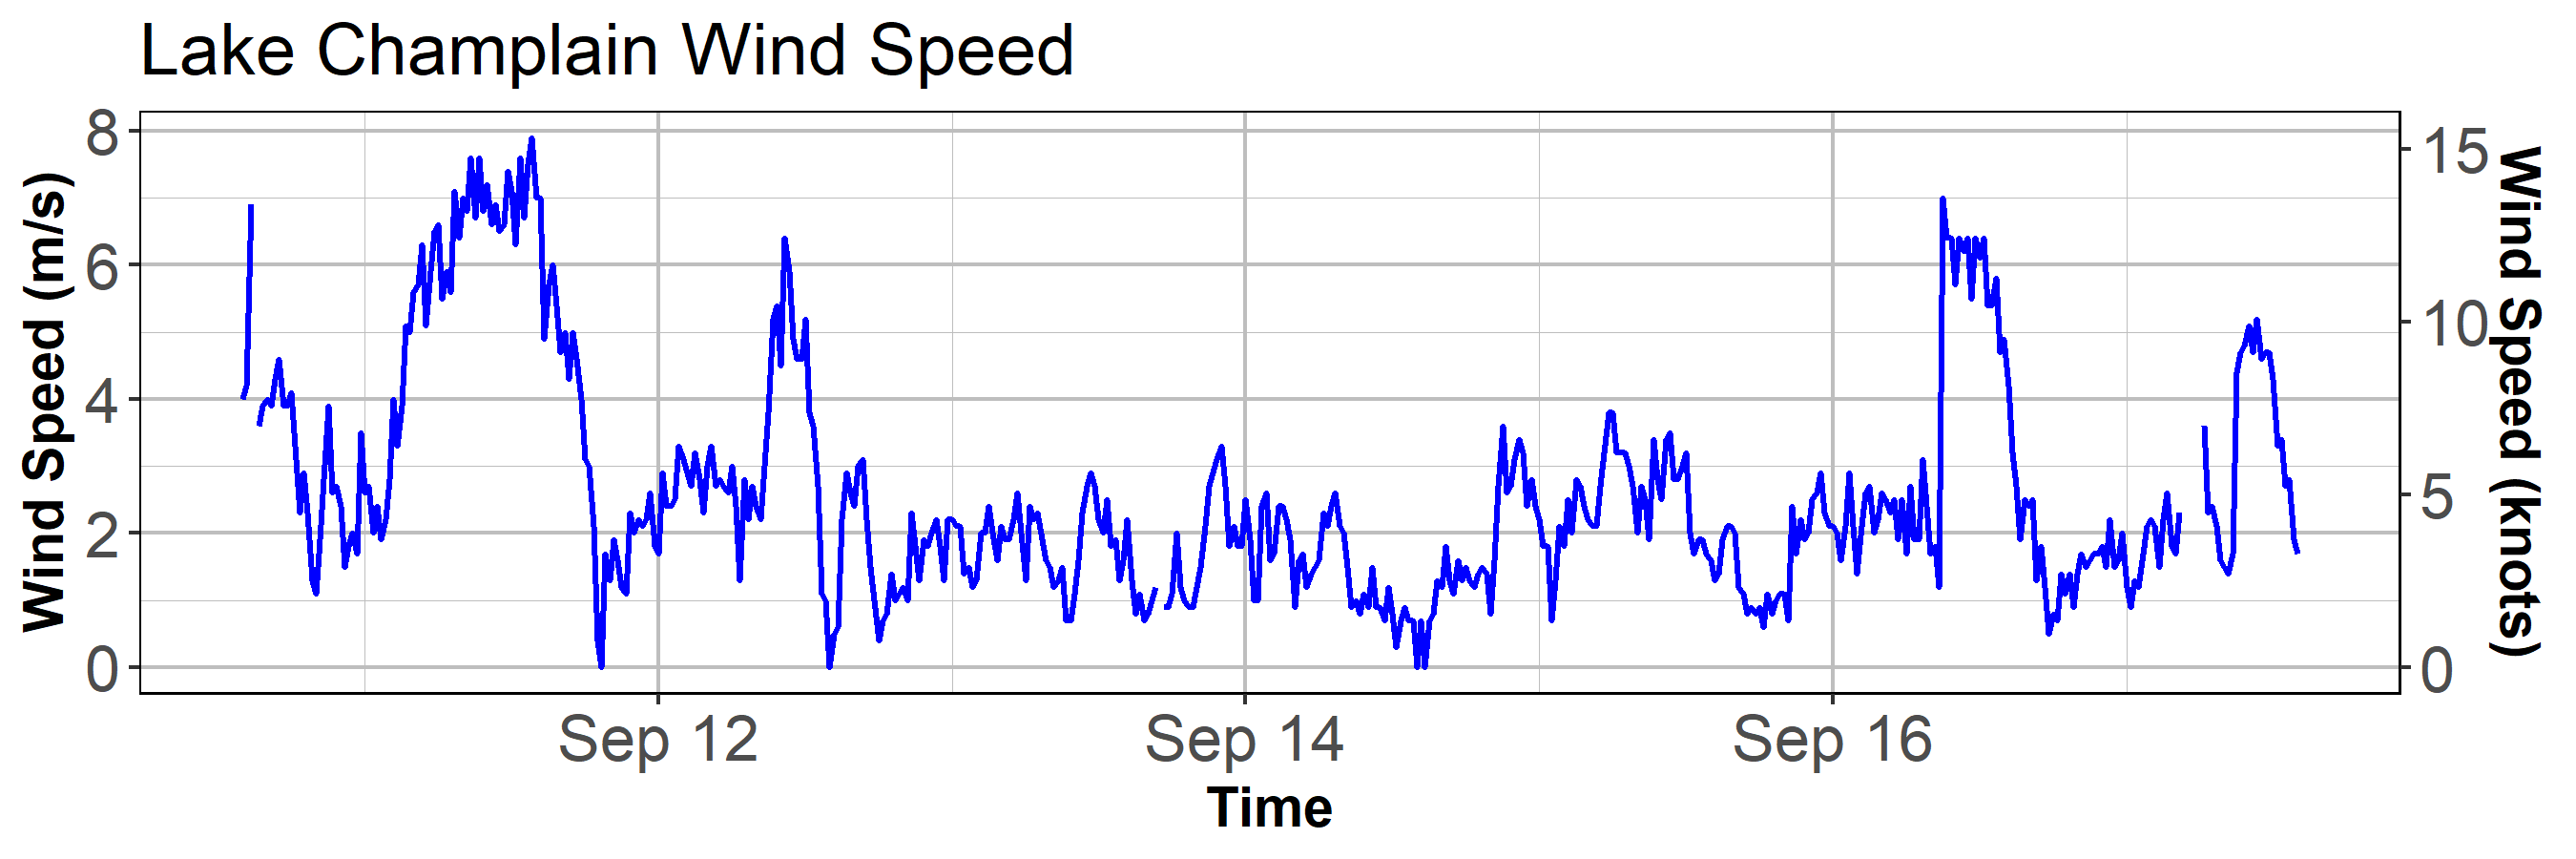 Lake Champlain Wind Speed
Wind Speed (m/s)
8
6
4
2
0
15
10
5
0
Wind Speed (knots)
Sep 12
Sep 14
Sep 16
Time